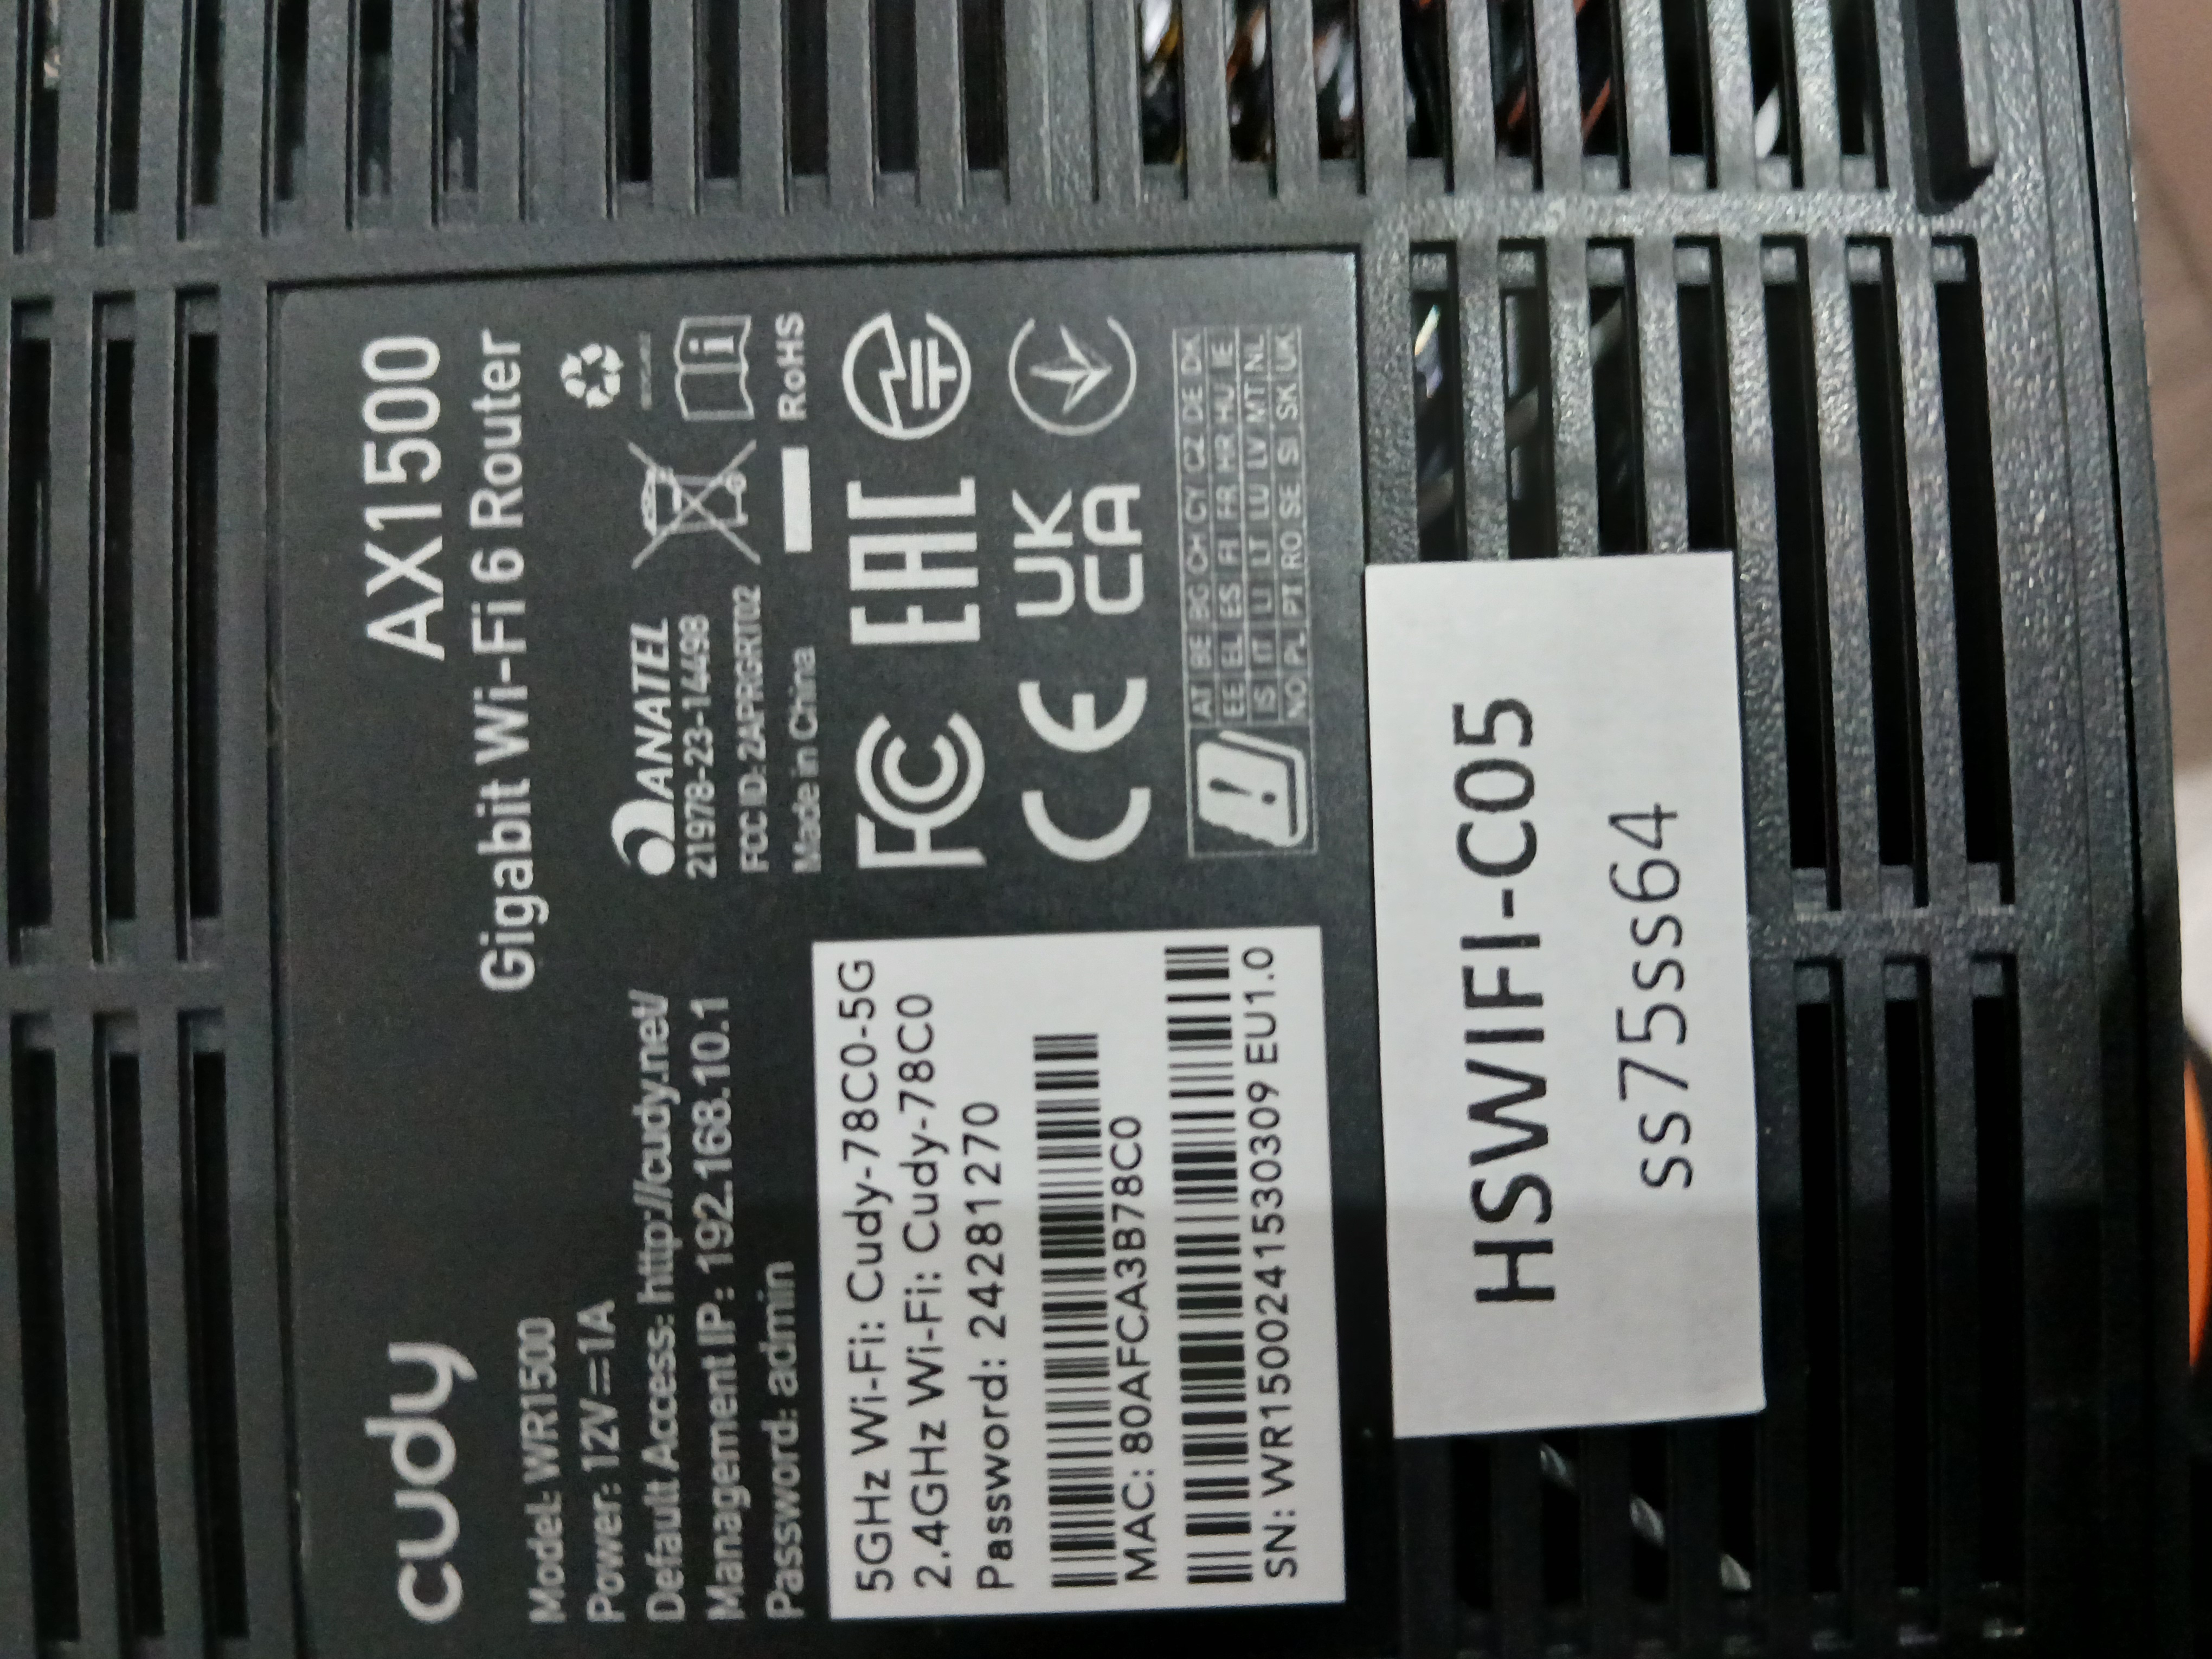 cudy
AX1500
Gigabit Wi-Fi 6 Router
Model: WR1500
Power: 12V⎓1A
Default Access: http://cudy.net/
Management IP: 192.168.10.1
Password: admin
ANATEL
21978-23-14498
FCC ID: 2APRGRT02
Made in China
RoHS
5GHz Wi-Fi: Cudy-78C0-5G
2.4GHz Wi-Fi: Cudy-78C0
Password: 24281270
MAC: 80AFCA3B78C0
SN: WR1500241530309 EU1.0
FC EAC
CE UK
CA
AT BE BG CH CY CZ DE DK
EE EL ES FI FR HR HU IE
IS IT LI LT LU LV MT NL
NO PL PT RO SE SI SK UK
HSWIFI-C05
ss75ss64